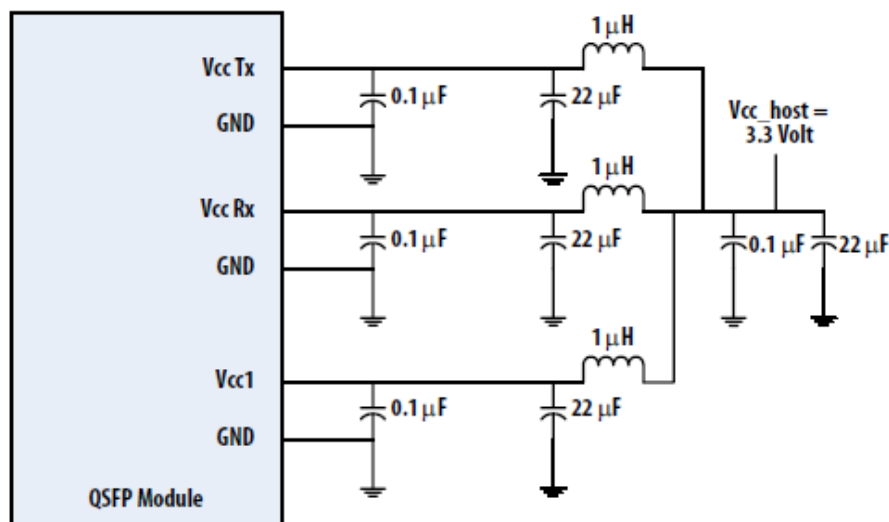 1 µH
Vcc Tx
0.1 µF
22 µF
GND
Vcc_host =
3.3 Volt
1 µH
Vcc Rx
0.1 µF
22 µF
0.1 µF
22 µF
GND
1 µH
Vcc1
0.1 µF
22 µF
GND
QSFP Module